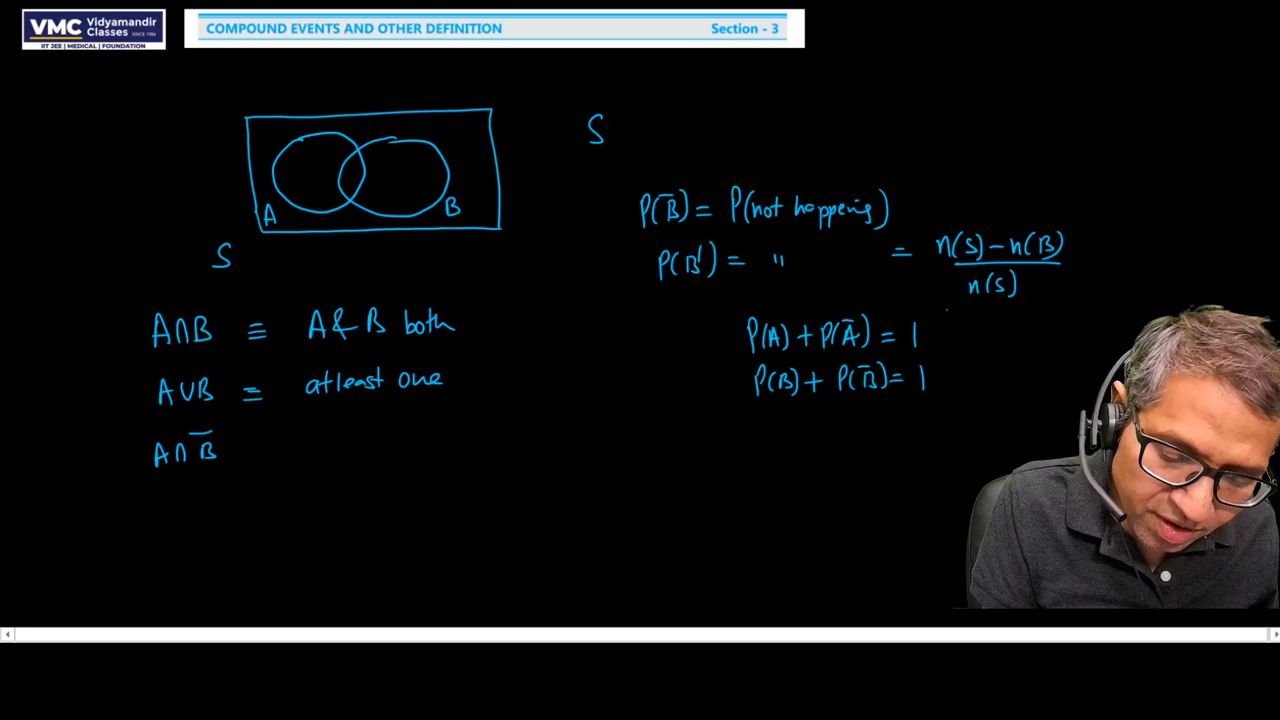 VMC Vidyamandir Classes SINCE 1986
IIT JEE | MEDICAL | FOUNDATION
COMPOUND EVENTS AND OTHER DEFINITION Section - 3
S
A B
S
P(B̅) = P(not happening)
P(B') = " = n(S) – n(B) / n(S)
A∩B ≡ A & B both
A∪B ≡ atleast one
A∩B̅
P(A) + P(A̅) = 1
P(B) + P(B̅) = 1